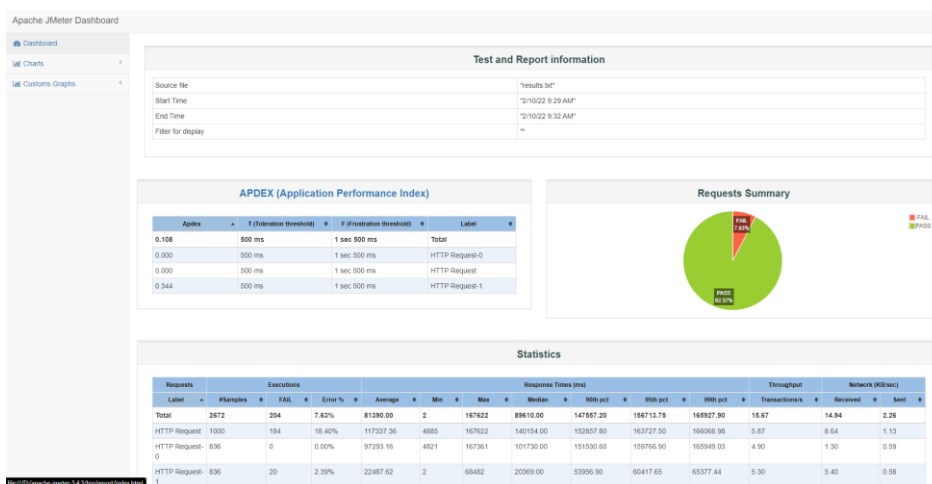 Apache JMeter Dashboard
Dashboard
Charts
Customs Graphs
Test and Report information
Source file "results.txt"
Start Time "2/10/22 9:29 AM"
End Time "2/10/22 9:32 AM"
Filter for display ""
APDEX (Application Performance Index)
Apdex T (Toleration threshold) F (Frustration threshold) Label
0.108 500 ms 1 sec 500 ms Total
0.000 500 ms 1 sec 500 ms HTTP Request-0
0.000 500 ms 1 sec 500 ms HTTP Request
0.344 500 ms 1 sec 500 ms HTTP Request-1
Requests Summary
FAIL
7.63%
PASS
92.37%
FAIL
PASS
Statistics
Requests Executions Response Times (ms) Throughput Network (KB/sec)
Label #Samples FAIL Error % Average Min Max Median 90th pct 95th pct 99th pct Transactions/s Received Sent
Total 2672 204 7.63% 81390.00 2 167622 89610.00 147557.20 156713.75 165927.90 15.67 14.94 2.26
HTTP Request 1000 184 18.40% 117337.36 4885 167622 140154.00 152857.80 163727.50 166068.98 5.87 8.64 1.13
HTTP Request-0 836 0 0.00% 97293.16 4821 167361 101730.00 151530.60 159766.90 165949.03 4.90 1.30 0.59
HTTP Request-1 836 20 2.39% 22487.62 2 68482 20369.00 53956.90 60417.65 65377.44 5.30 5.40 0.58
file:///D:/apache-jmeter-5.4.3/bin/report/index.html